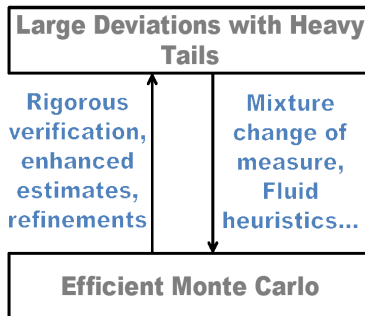 Large Deviations with Heavy
Tails
Rigorous
verification,
enhanced
estimates,
refinements
Mixture
change of
measure,
Fluid
heuristics...
Efficient Monte Carlo